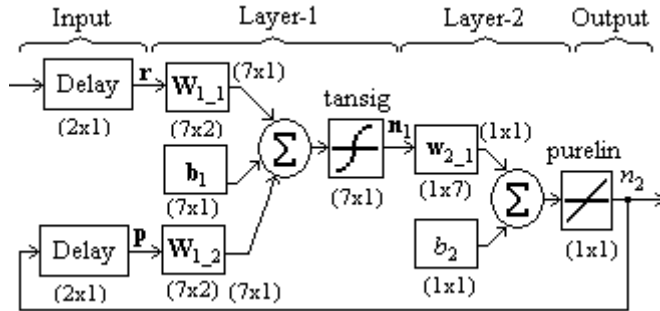 Input Layer-1 Layer-2 Output
(7x1)
Delay r W1_1 tansig n1 (1x1)
(2x1) (7x2) Σ w2_1 purelin
b1 (7x1) (1x7) n2
(7x1) Σ
Delay p W1_2 b2 (1x1)
(2x1) (7x2) (7x1) (1x1)